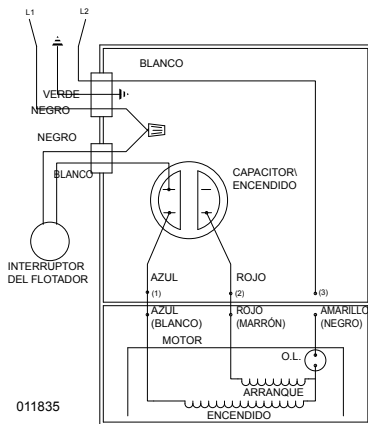 L1
L2
BLANCO
VERDE
NEGRO
NEGRO
BLANCO
CAPACITOR\
ENCENDIDO
INTERRUPTOR
DEL FLOTADOR
AZUL
ROJO
(1)
(2)
(3)
AZUL
(BLANCO)
ROJO
(MARRÓN)
AMARILLO
(NEGRO)
MOTOR
O.L.
ARRANQUE
ENCENDIDO
011835